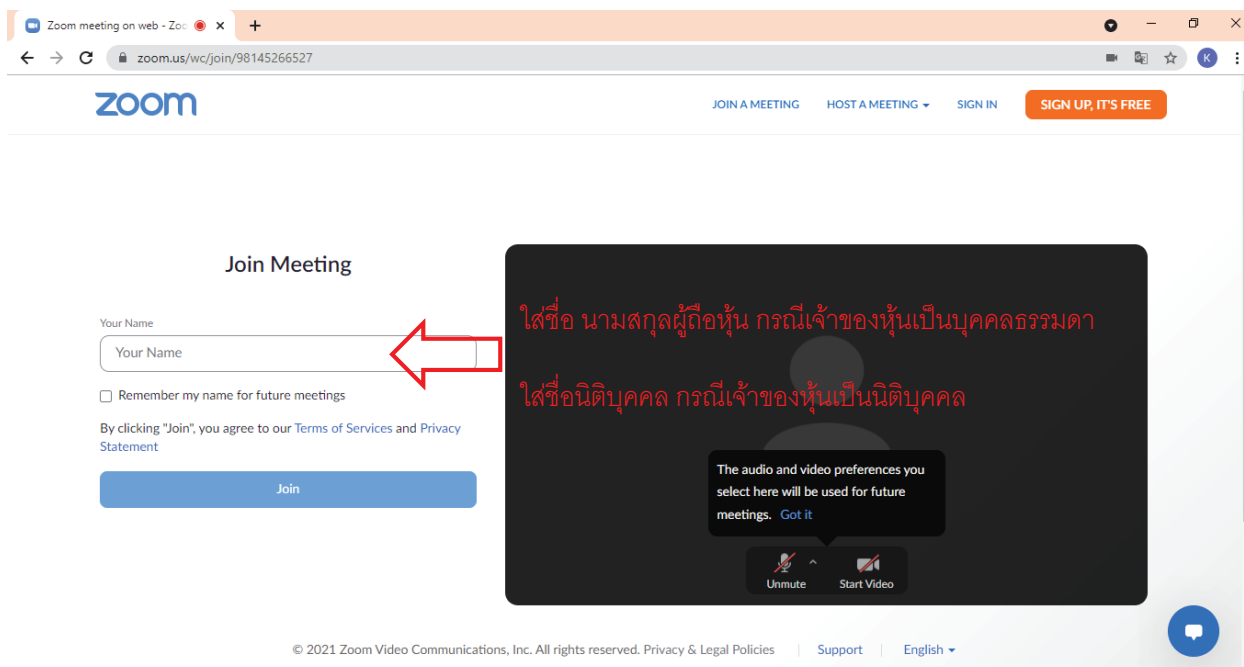 Zoom meeting on web - Zoo
zoom.us/wc/join/98145266527
K
zoom
JOIN A MEETING
HOST A MEETING
SIGN IN
SIGN UP, IT'S FREE
Join Meeting
Your Name
Your Name
Remember my name for future meetings
By clicking "Join", you agree to our Terms of Services and Privacy
Statement
Join
ใส่ชื่อ นามสกุลผู้ถือหุ้น กรณีเจ้าของหุ้นเป็นบุคคลธรรมดา
ใส่ชื่อนิติบุคคล กรณีเจ้าของหุ้นเป็นนิติบุคคล
The audio and video preferences you
select here will be used for future
meetings. Got it
Unmute
Start Video
© 2021 Zoom Video Communications, Inc. All rights reserved. Privacy & Legal Policies
Support
English